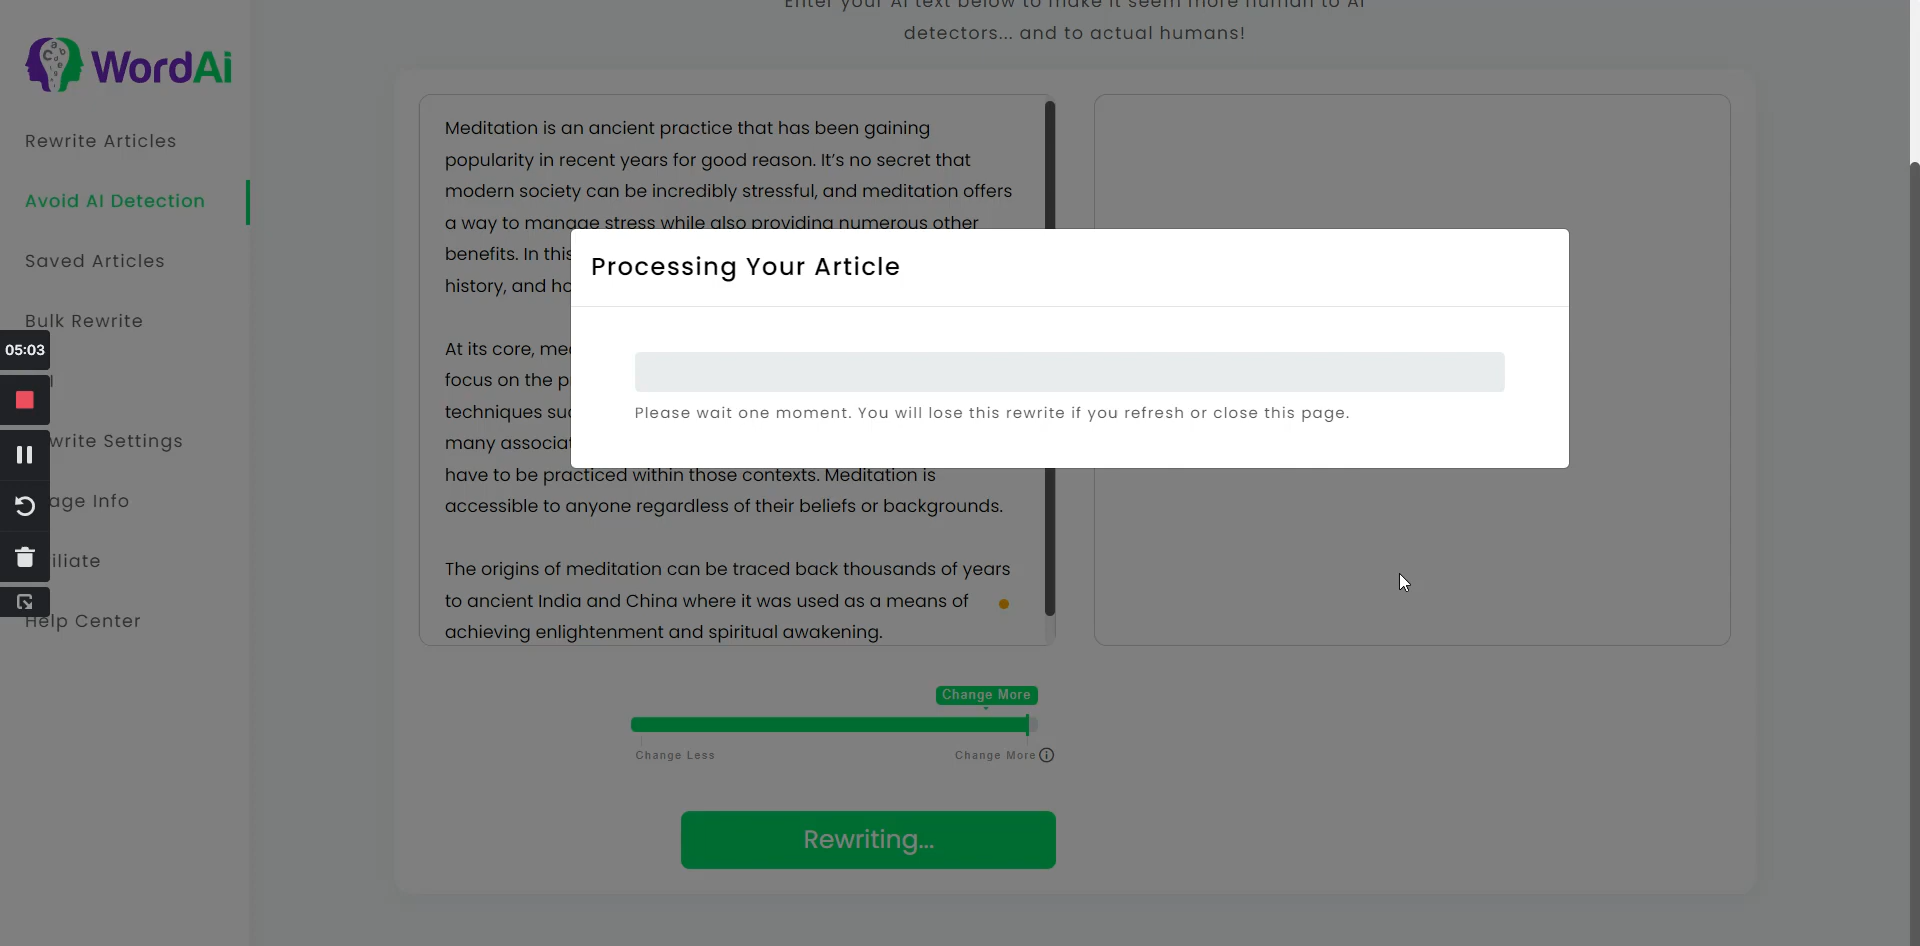 Enter your AI text below to make it seem more human to AI
detectors... and to actual humans!
WordAi
Rewrite Articles
Avoid AI Detection
Saved Articles
Bulk Rewrite
05:03
write Settings
age Info
iliate
Help Center
Meditation is an ancient practice that has been gaining
popularity in recent years for good reason. It’s no secret that
modern society can be incredibly stressful, and meditation offers
a way to manage stress while also providing numerous other
benefits. In this
history, and ho
At its core, me
focus on the p
techniques suc
many associat
have to be practiced within those contexts. Meditation is
accessible to anyone regardless of their beliefs or backgrounds.
The origins of meditation can be traced back thousands of years
to ancient India and China where it was used as a means of
achieving enlightenment and spiritual awakening.
Processing Your Article
Please wait one moment. You will lose this rewrite if you refresh or close this page.
Change More
Change Less
Change More
Rewriting...